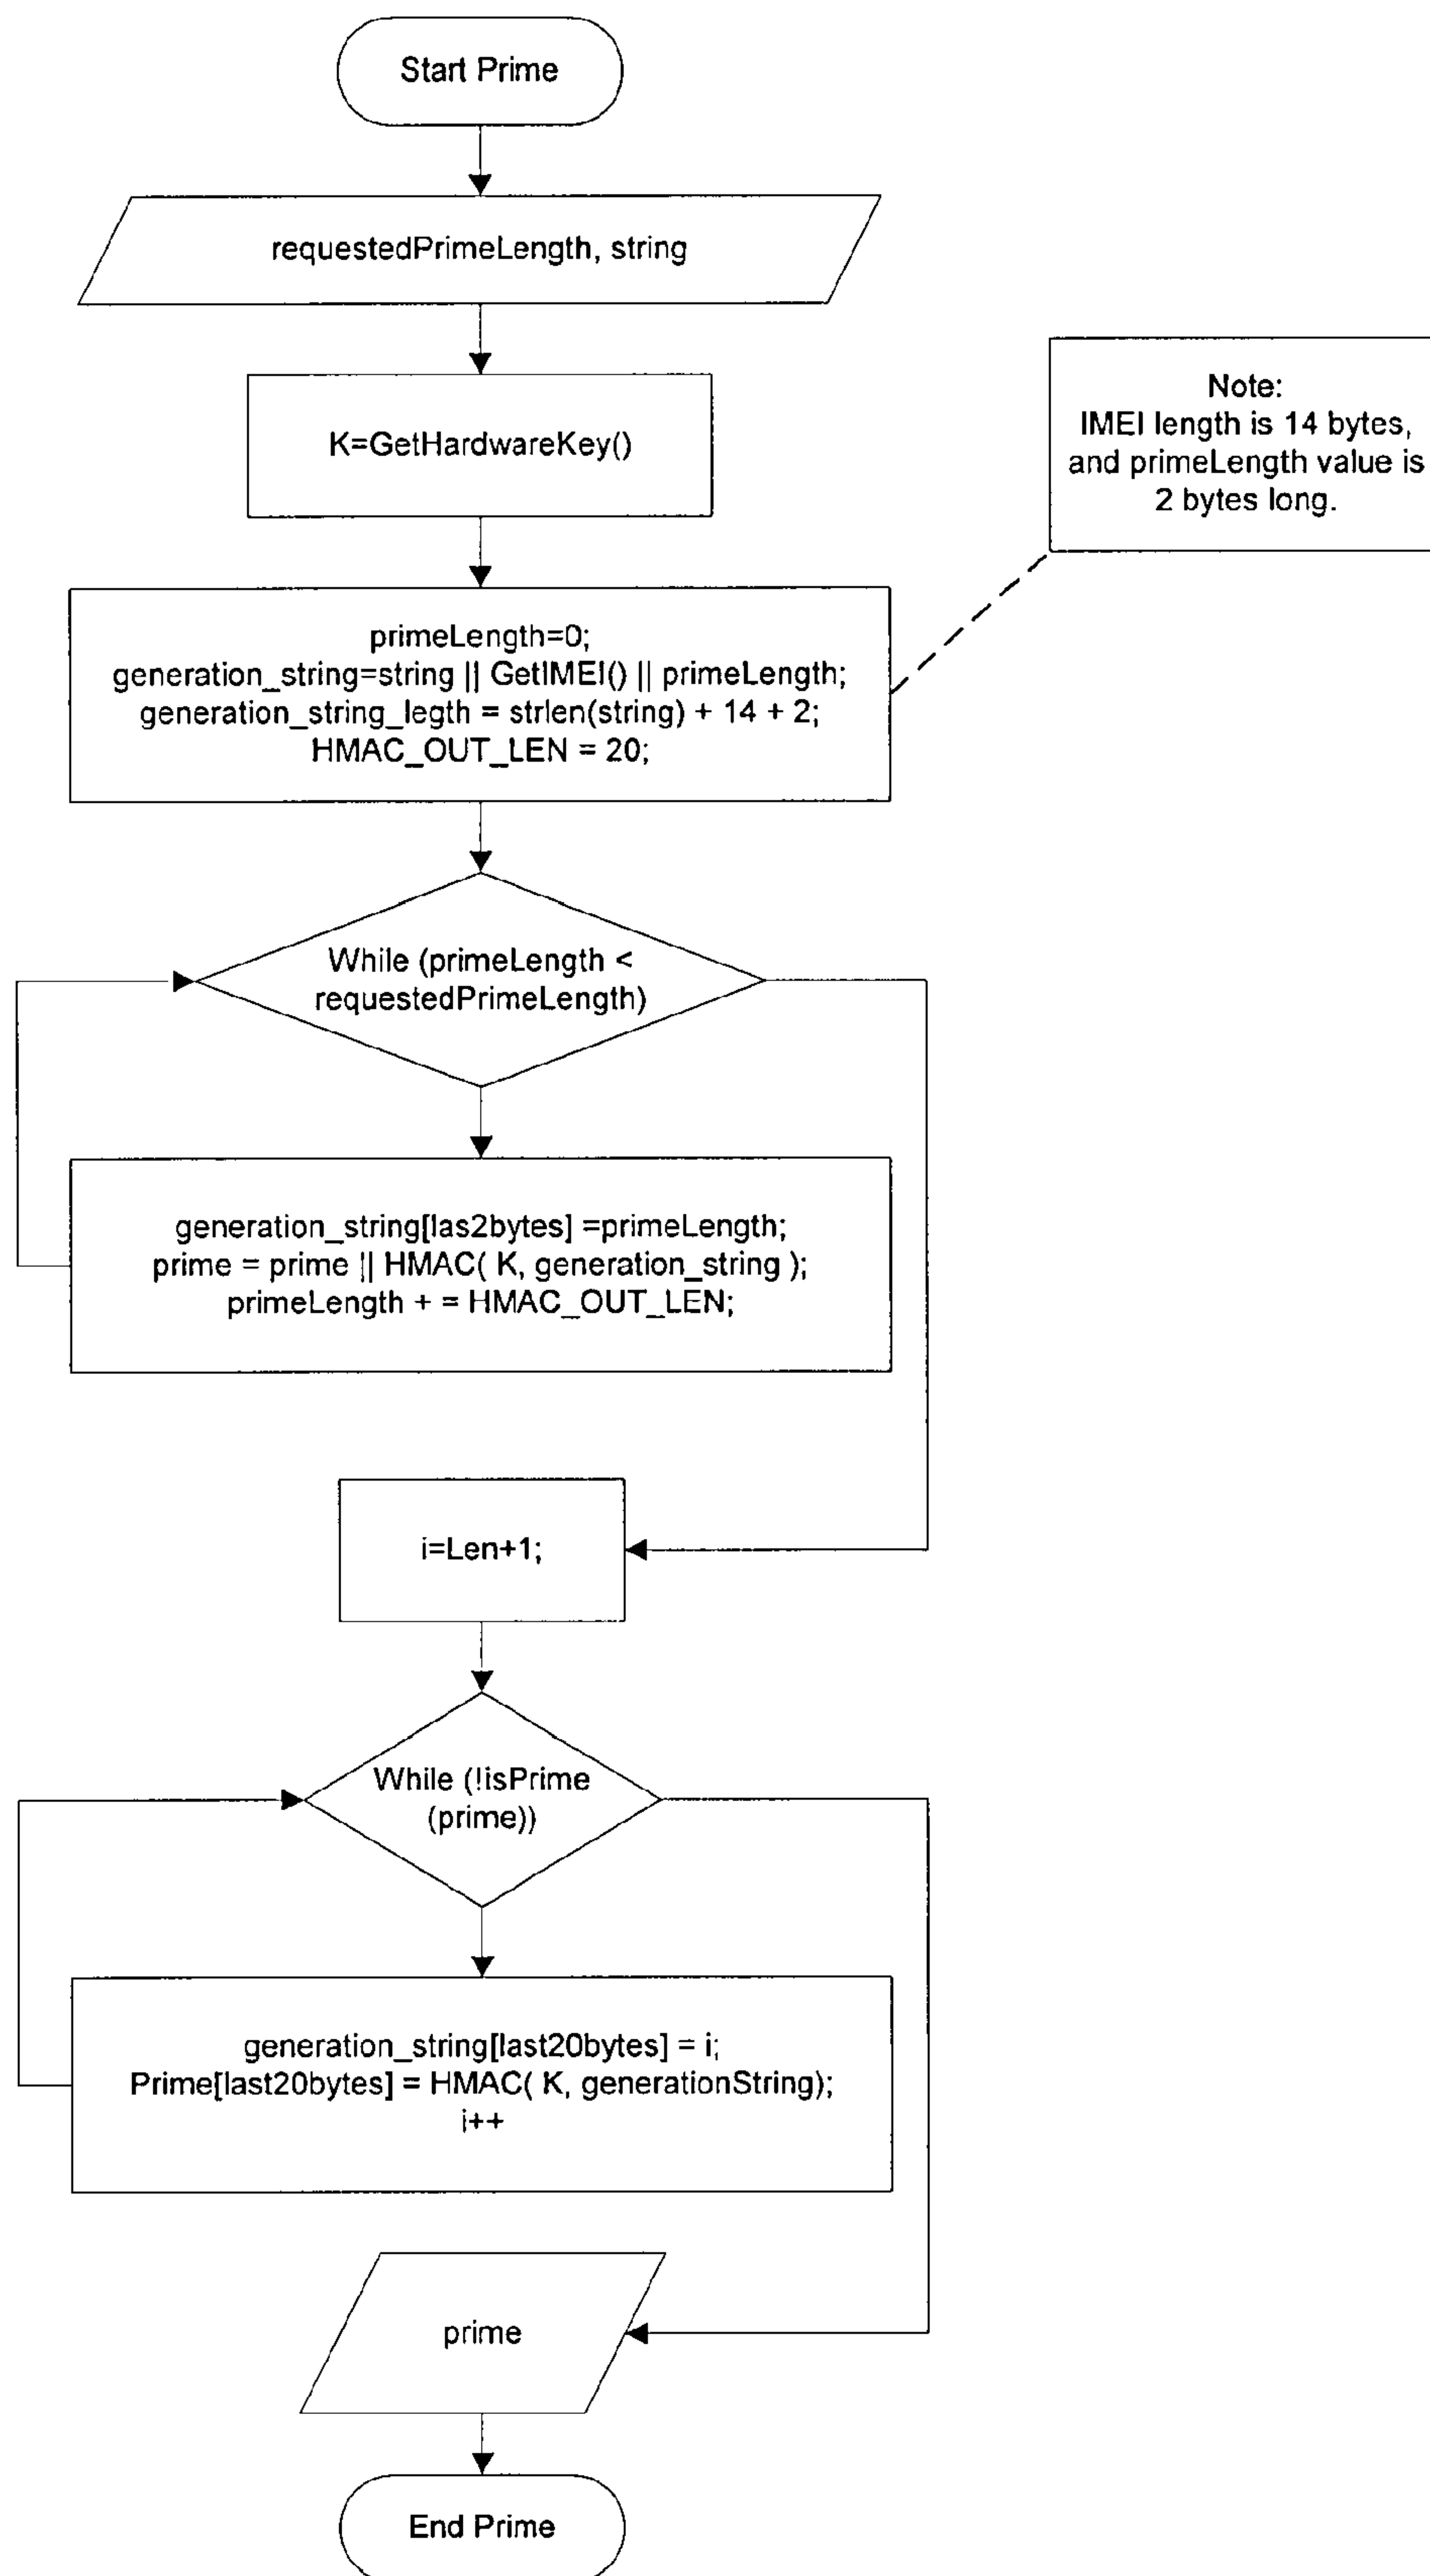 Start Prime
requestedPrimeLength, string
K=GetHardwareKey()
Note:
IMEI length is 14 bytes,
and primeLength value is
2 bytes long.
primeLength=0;
generation_string=string || GetIMEI() || primeLength;
generation_string_legth = strlen(string) + 14 + 2;
HMAC_OUT_LEN = 20;
While (primeLength <
requestedPrimeLength)
generation_string[las2bytes] =primeLength;
prime = prime || HMAC( K, generation_string );
primeLength + = HMAC_OUT_LEN;
i=Len+1;
While (!isPrime
(prime))
generation_string[last20bytes] = i;
Prime[last20bytes] = HMAC( K, generationString);
i++
prime
End Prime